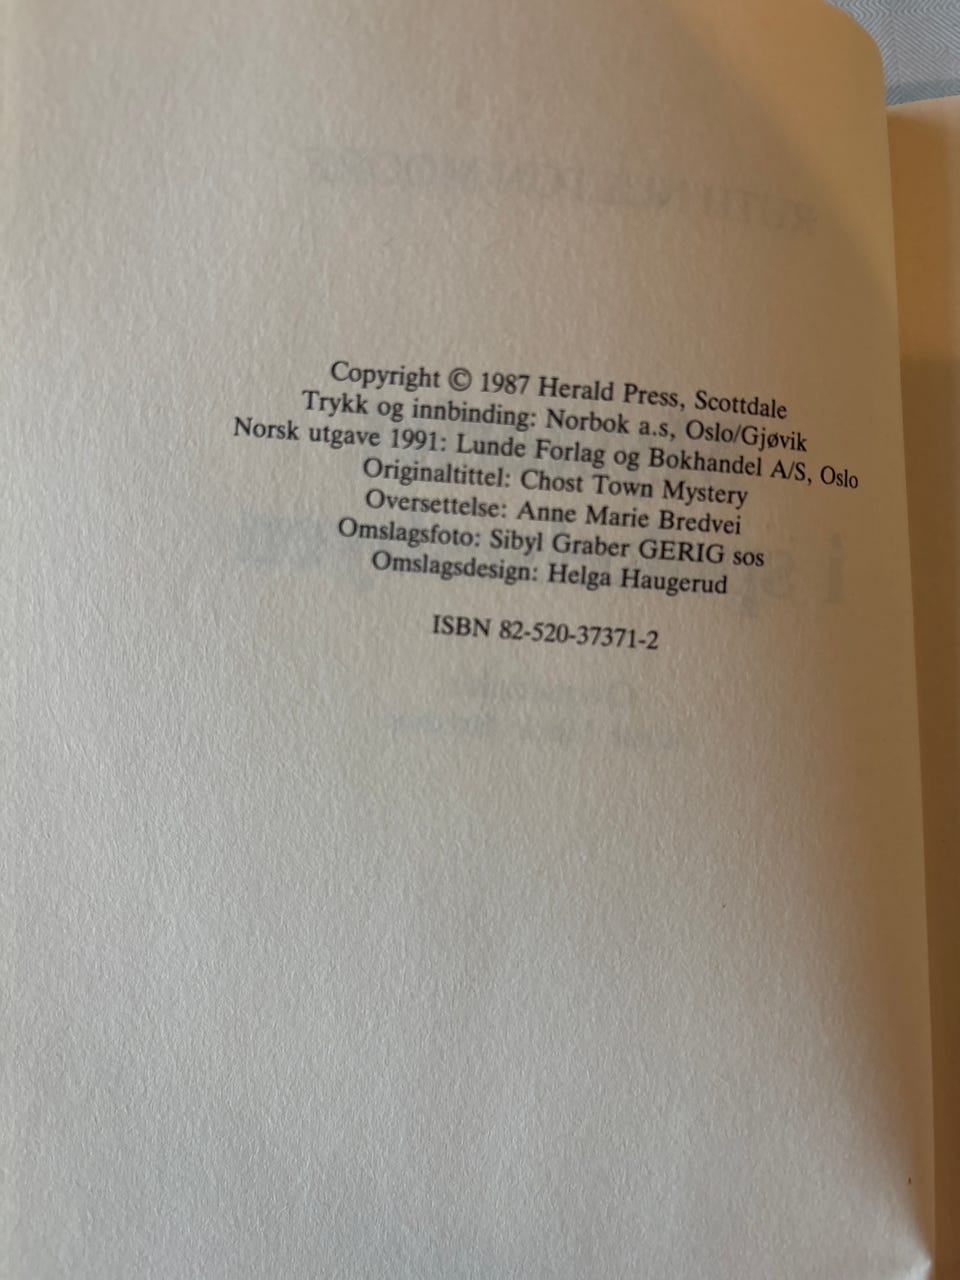 Copyright © 1987 Herald Press, Scottdale
Trykk og innbinding: Norbok a.s, Oslo/Gjøvik
Norsk utgave 1991: Lunde Forlag og Bokhandel A/S, Oslo
Originaltittel: Chost Town Mystery
Oversettelse: Anne Marie Bredvei
Omslagsfoto: Sibyl Graber GERIG sos
Omslagsdesign: Helga Haugerud
ISBN 82-520-37371-2